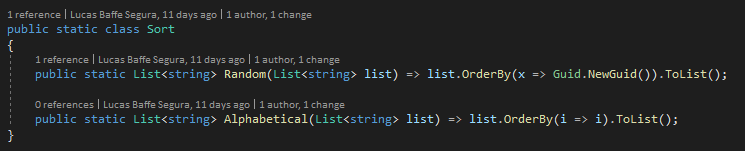 1 reference | Lucas Baffe Segura, 11 days ago | 1 author, 1 change
public static class Sort
{
1 reference | Lucas Baffe Segura, 11 days ago | 1 author, 1 change
public static List<string> Random(List<string> list) => list.OrderBy(x => Guid.NewGuid()).ToList();
0 references | Lucas Baffe Segura, 11 days ago | 1 author, 1 change
public static List<string> Alphabetical(List<string> list) => list.OrderBy(i => i).ToList();
}